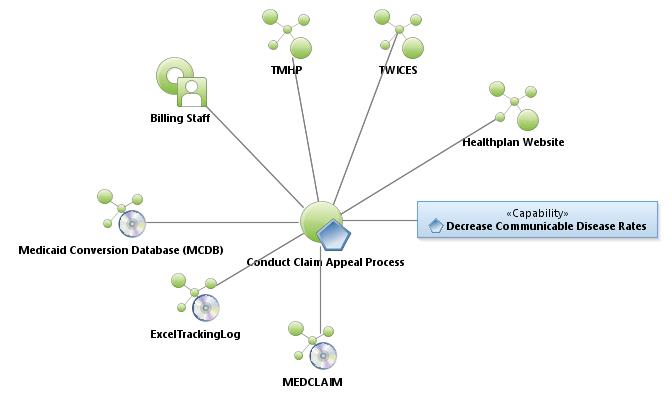 TMHP
TWICES
Billing Staff
Healthplan Website
«Capability»
Decrease Communicable Disease Rates
Medicaid Conversion Database (MCDB)
Conduct Claim Appeal Process
ExcelTrackingLog
MEDCLAIM